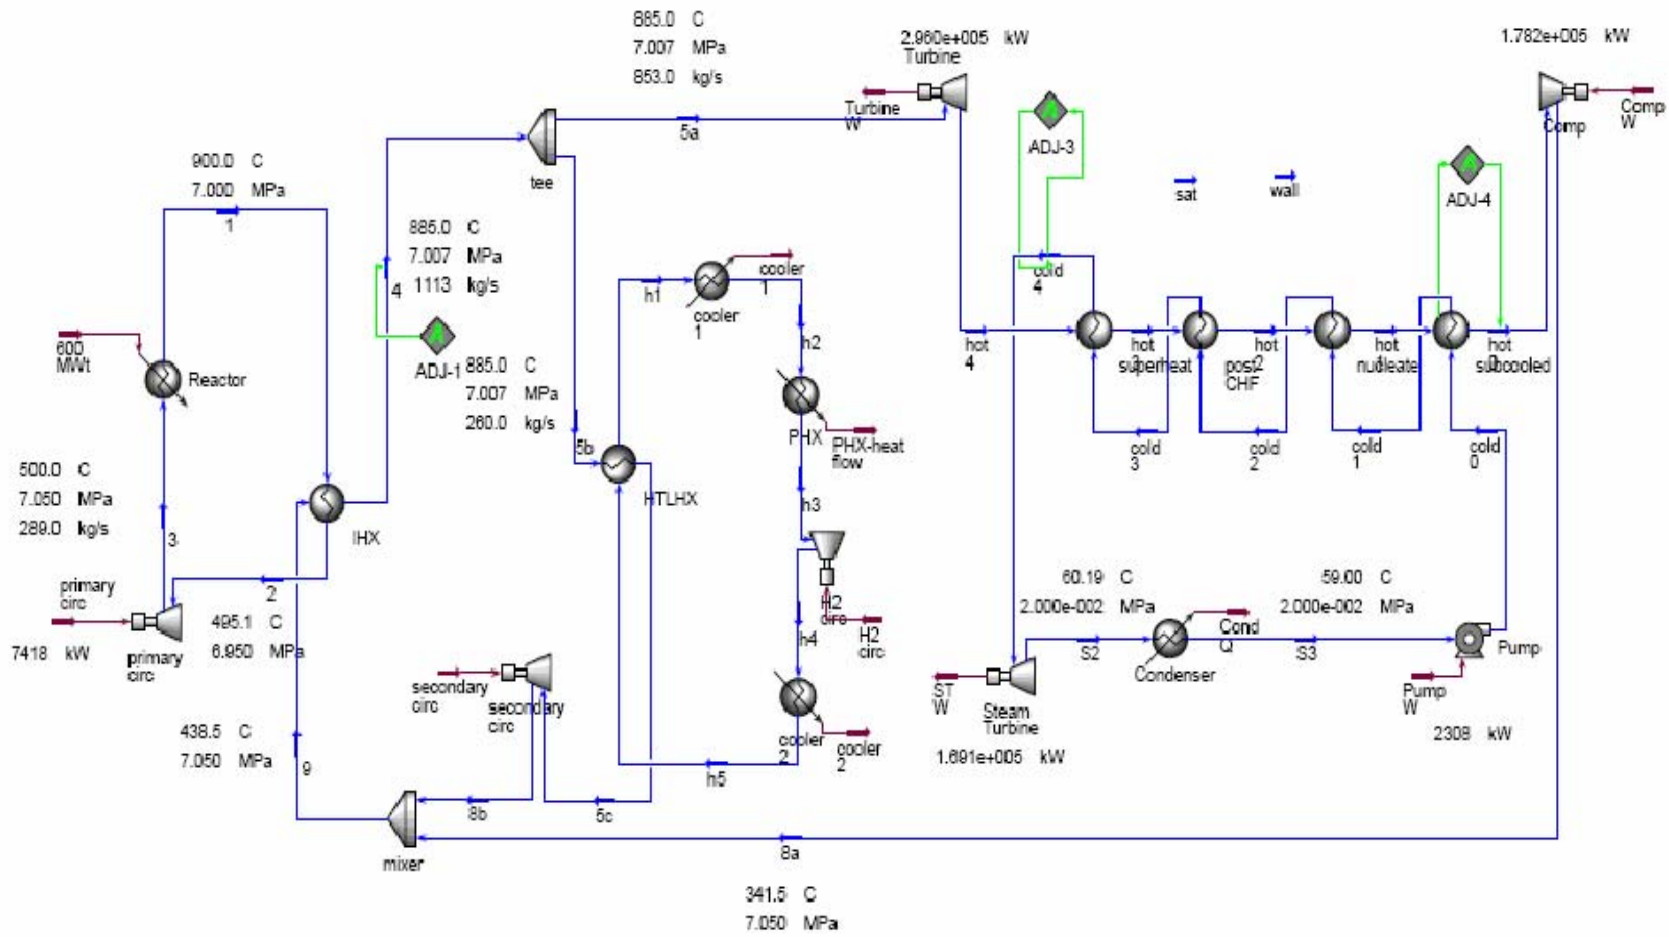 885.0 C
7.007 MPa
853.0 kg/s
2.960e+005 kW
Turbine
1.782e+005 kW
Turbine
W
5a
Comp
Comp
W
ADJ-3
ADJ-4
tee
sat
wall
900.0 C
7.000 MPa
1
885.0 C
7.007 MPa
1113 kg/s
4
ADJ-1
885.0 C
7.007 MPa
260.0 kg/s
5b
HTLHX
h1
cooler
1
cooler
1
h2
PHX
PHX-heat
flow
h3
H2
circ
H2
circ
h4
cooler
2
cooler
2
h5
600
MWt
Reactor
500.0 C
7.050 MPa
289.0 kg/s
3
IHX
2
primary
circ
7418 kW
primary
circ
495.1 C
6.950 MPa
438.5 C
7.050 MPa
9
secondary
circ
secondary
circ
8b
5c
mixer
8a
341.5 C
7.050 MPa
cold
4
hot
4
hot
superheat
hot
2
post
CHF
hot
nucleate
hot
subcooled
cold
3
cold
2
cold
1
cold
0
60.19 C
2.000e-002 MPa
59.00 C
2.000e-002 MPa
S2
Cond
Q
Condenser
S3
Pump
Pump
W
2308 kW
ST
W
Steam
Turbine
1.691e+005 kW